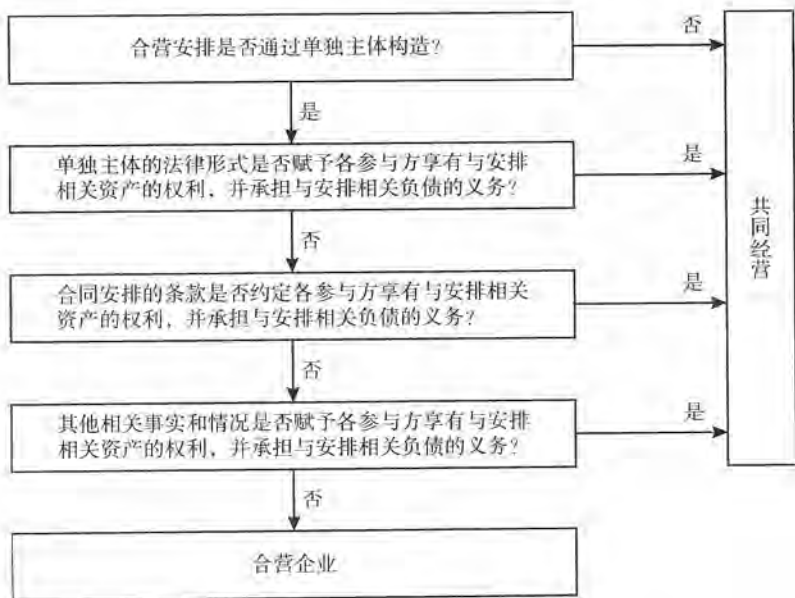 合营安排是否通过单独主体构造?
否
是
单独主体的法律形式是否赋予各参与方享有与安排
相关资产的权利、并承担与安排相关负债的义务?
是
否
合同安排的条款是否约定各参与方享有与安排相关
资产的权利,并承担与安排相关负债的义务?
是
否
其他相关事实和情况是否赋予各参与方享有与安排
相关资产的权利,并承担与安排相关负债的义务?
是
否
合营企业
共同经营